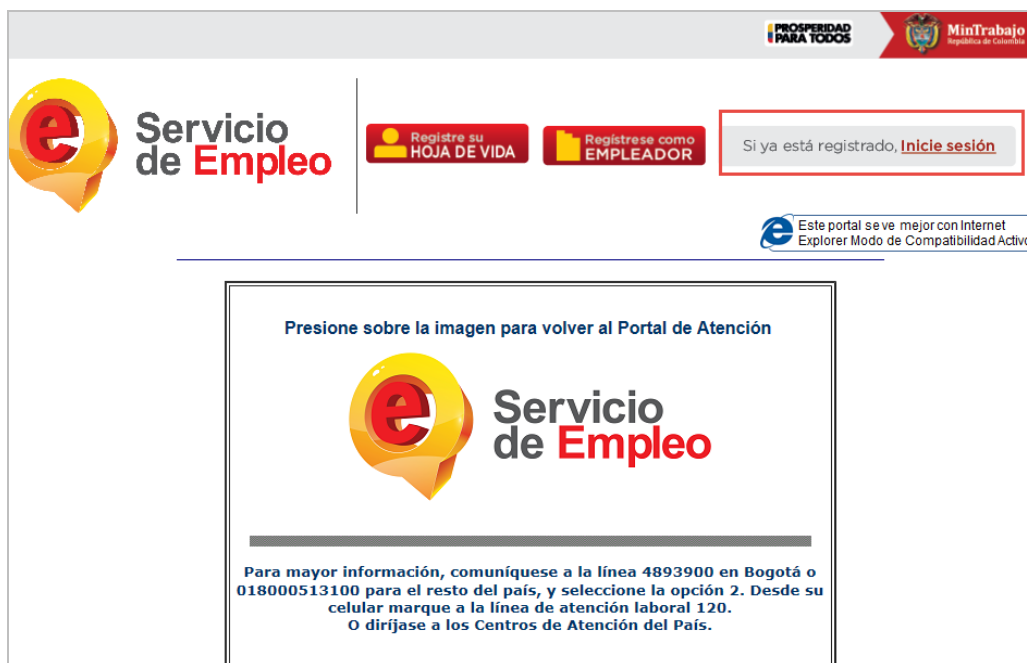 PROSPERIDAD
PARA TODOS
MinTrabajo
República de Colombia
e
Servicio
de Empleo
Registre su
HOJA DE VIDA
Regístrese como
EMPLEADOR
Si ya está registrado, Inicie sesión
e
Este portal se ve mejor con Internet
Explorer Modo de Compatibilidad Activo
Presione sobre la imagen para volver al Portal de Atención
e
Servicio
de Empleo
Para mayor información, comuníquese a la línea 4893900 en Bogotá o
018000513100 para el resto del país, y seleccione la opción 2. Desde su
celular marque a la línea de atención laboral 120.
O diríjase a los Centros de Atención del País.